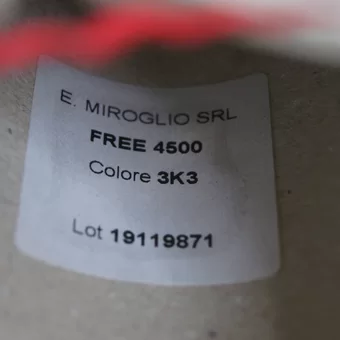 E. MIROGLIO SRL
FREE 4500
Colore 3K3
Lot 19119871